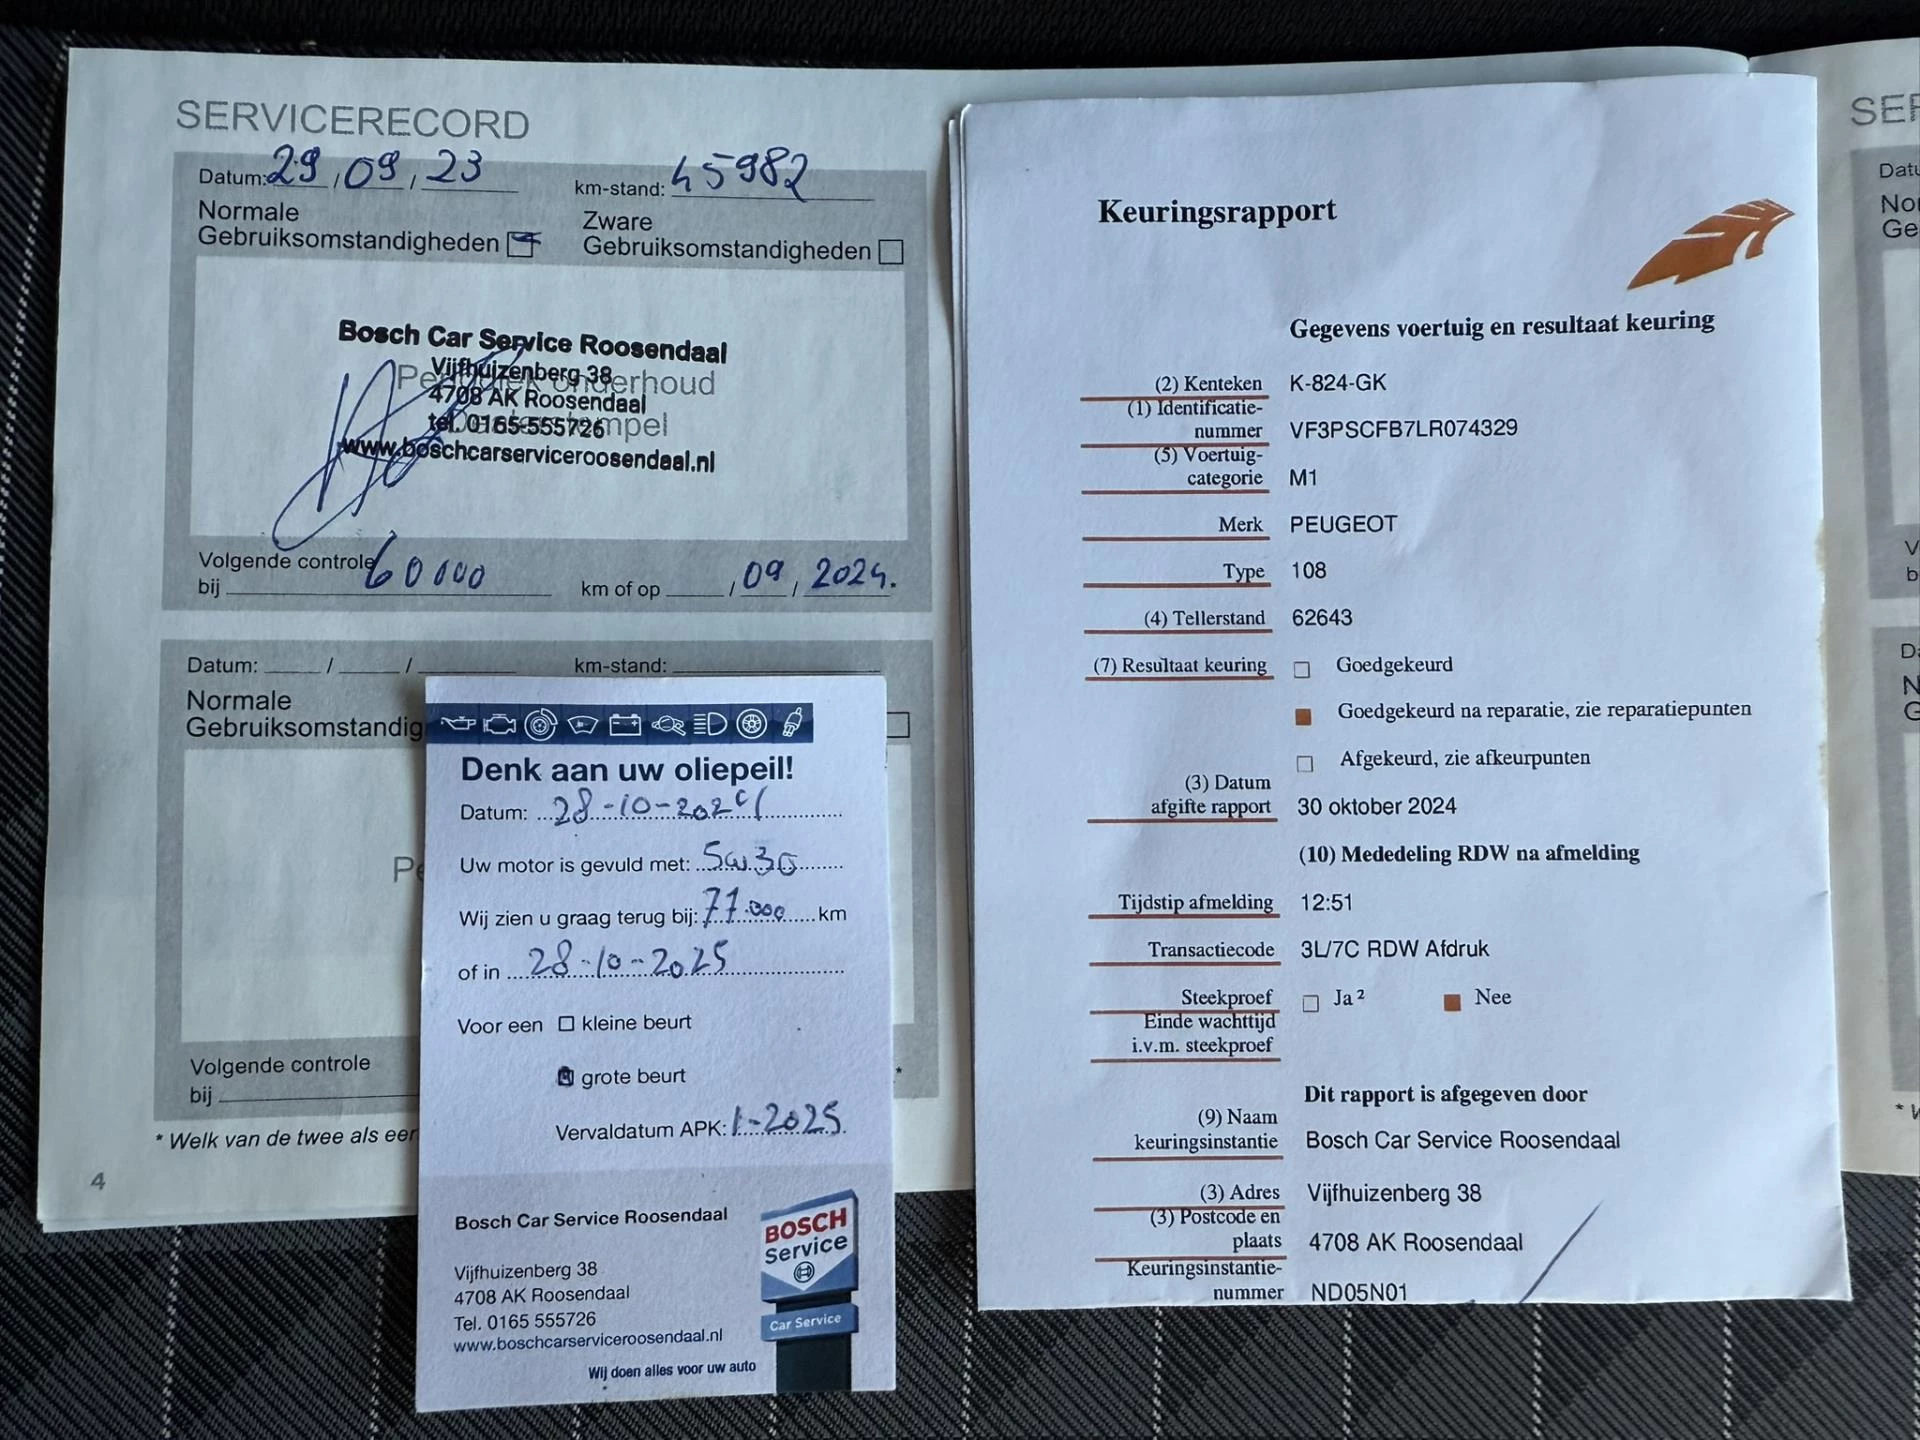 SERVICERECORD
Datum: 29 / 09 / 23 km-stand: 45982
Normale
Gebruiksomstandigheden
Zware
Gebruiksomstandigheden
Bosch Car Service Roosendaal
Vijfhuizenberg 38
4708 AK Roosendaal
tel. 0165-555726
www.boschcarserviceroosendaal.nl
Volgende controle
bij 60000 km of op / 09 / 2024.
Datum: / / km-stand:
Normale
Gebruiksomstandig
Pe
Volgende controle
bij
*
* Welk van de twee als eer
4
Denk aan uw oliepeil!
Datum: 28-10-2024
Uw motor is gevuld met: 5w30
Wij zien u graag terug bij: 77.000 km
of in 28-10-2025
Voor een kleine beurt
grote beurt
Vervaldatum APK: 1-2025
Bosch Car Service Roosendaal
Vijfhuizenberg 38
4708 AK Roosendaal
Tel. 0165 555726
www.boschcarserviceroosendaal.nl
Wij doen alles voor uw auto
BOSCH
Service
Car Service
Keuringsrapport
Gegevens voertuig en resultaat keuring
(2) Kenteken K-824-GK
(1) Identificatie-
nummer VF3PSCFB7LR074329
(5) Voertuig-
categorie M1
Merk PEUGEOT
Type 108
(4) Tellerstand 62643
(7) Resultaat keuring Goedgekeurd
Goedgekeurd na reparatie, zie reparatiepunten
Afgekeurd, zie afkeurpunten
(3) Datum
afgifte rapport 30 oktober 2024
(10) Mededeling RDW na afmelding
Tijdstip afmelding 12:51
Transactiecode 3L/7C RDW Afdruk
Steekproef Ja 2 Nee
Einde wachttijd
i.v.m. steekproef
Dit rapport is afgegeven door
(9) Naam
keuringsinstantie Bosch Car Service Roosendaal
(3) Adres Vijfhuizenberg 38
(3) Postcode en
plaats 4708 AK Roosendaal
Keuringsinstantie-
nummer ND05N01
SER
Datu
Nor
Ge
V
bi
Da
N
G
* W